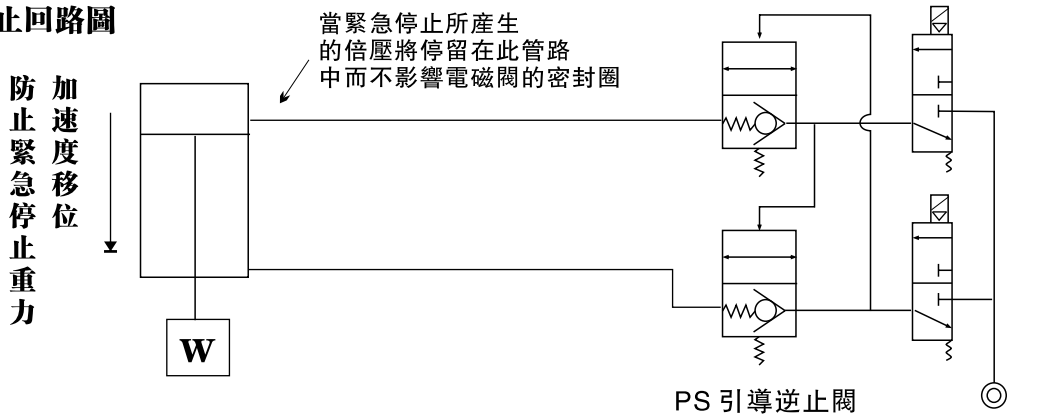 止回路圖
當緊急停止所産生
的倍壓將停留在此管路
中而不影響電磁閥的密封圈
加速度移位
防止緊急停止重力
W
PS 引導逆止閥